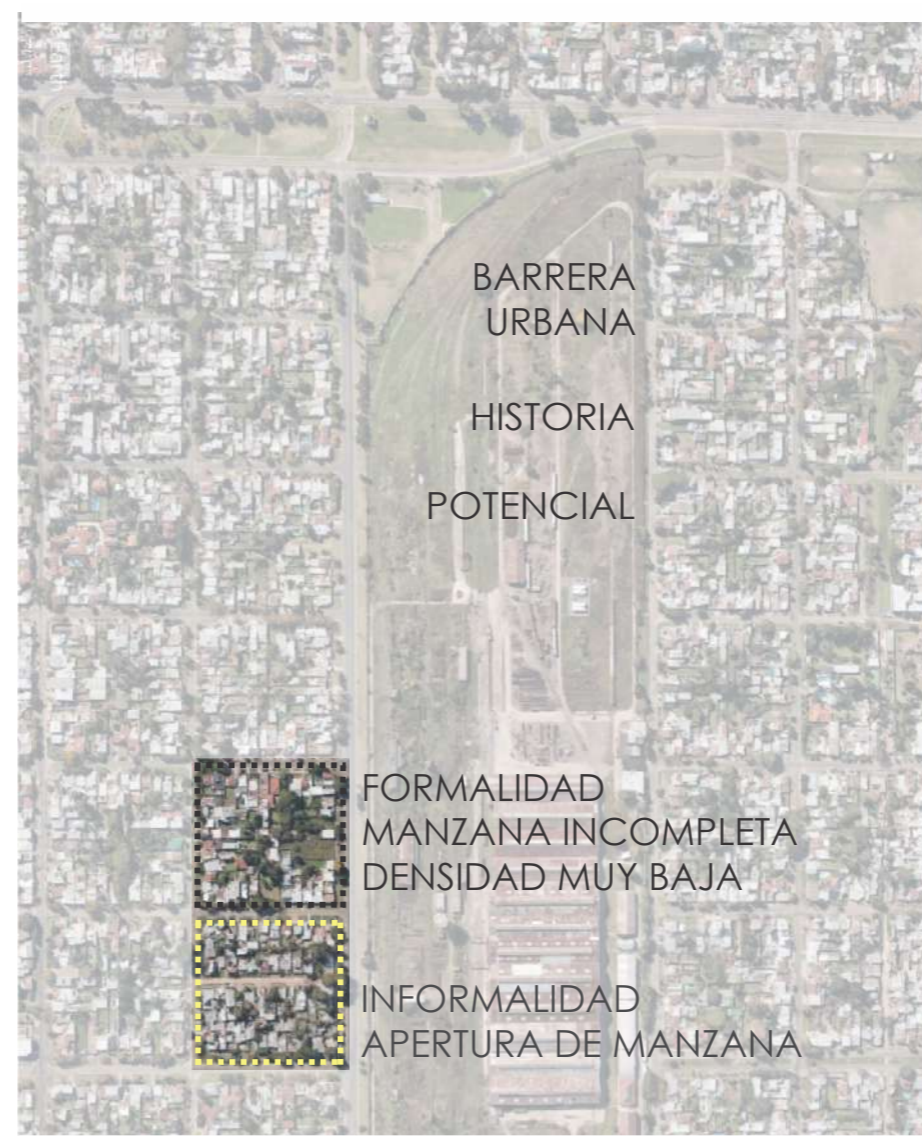 BARRERA
URBANA
HISTORIA
POTENCIAL
FORMALIDAD
MANZANA INCOMPLETA
DENSIDAD MUY BAJA
INFORMALIDAD
APERTURA DE MANZANA